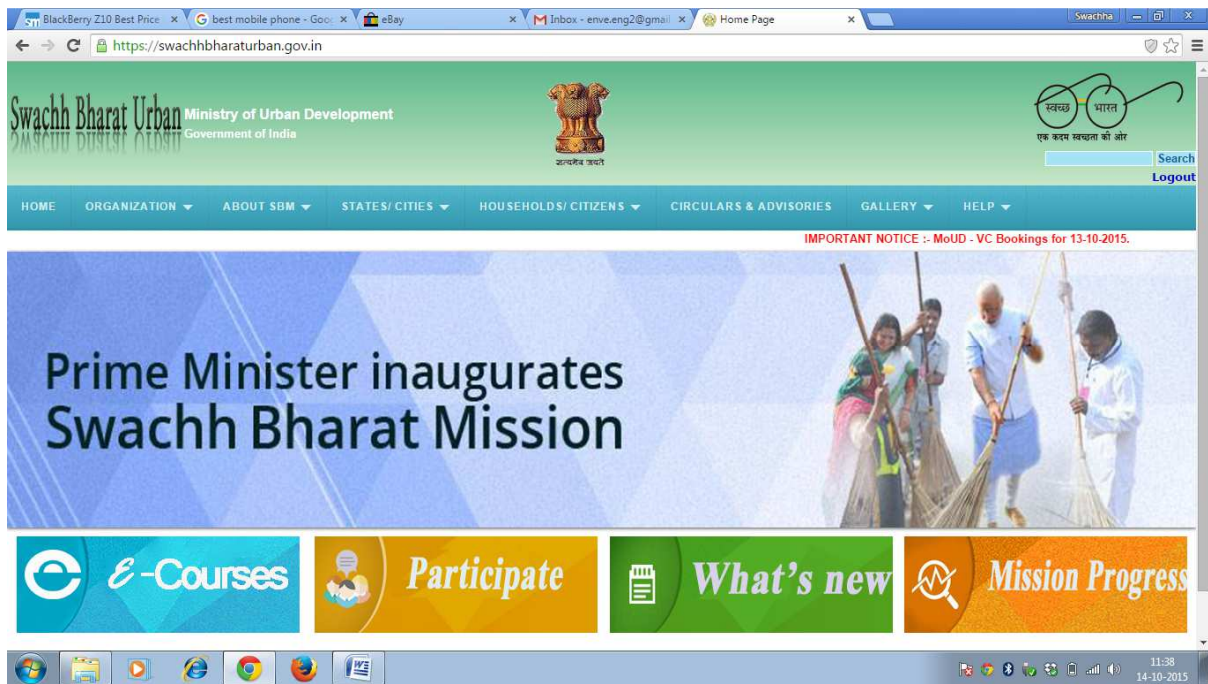 BlackBerry Z10 Best Price
best mobile phone - Goo
eBay
Inbox - enve.eng2@gmai
Home Page
Swachha
https://swachhbharaturban.gov.in
Swachh Bharat Urban
Ministry of Urban Development
Government of India
सत्यमेव जयते
स्वच्छ भारत
एक कदम स्वच्छता की ओर
Search
Logout
HOME ORGANIZATION ABOUT SBM STATES/ CITIES HOUSEHOLDS/ CITIZENS CIRCULARS & ADVISORIES GALLERY HELP
IMPORTANT NOTICE :- MoUD - VC Bookings for 13-10-2015.
Prime Minister inaugurates
Swachh Bharat Mission
E-Courses
Participate
What's new
Mission Progress
11:38
14-10-2015